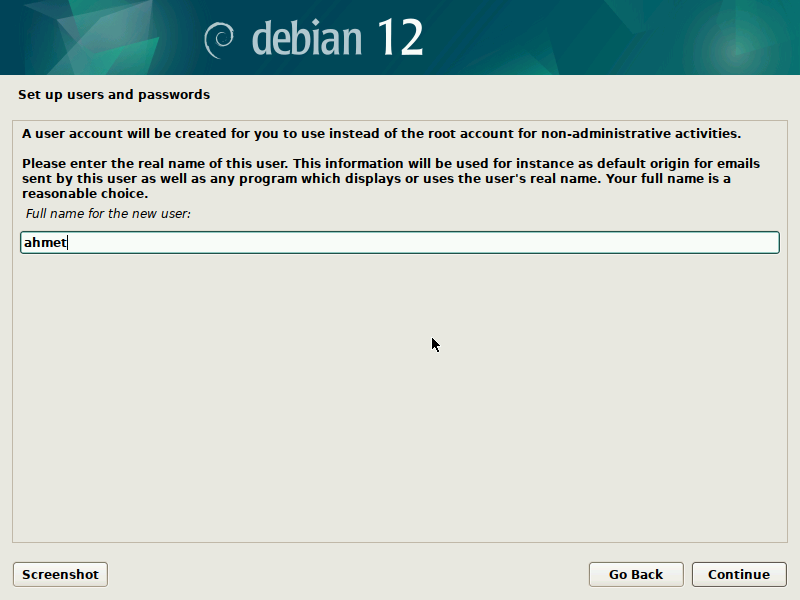 debian 12
Set up users and passwords
A user account will be created for you to use instead of the root account for non-administrative activities.
Please enter the real name of this user. This information will be used for instance as default origin for emails
sent by this user as well as any program which displays or uses the user's real name. Your full name is a
reasonable choice.
Full name for the new user:
ahmet
Screenshot
Go Back
Continue